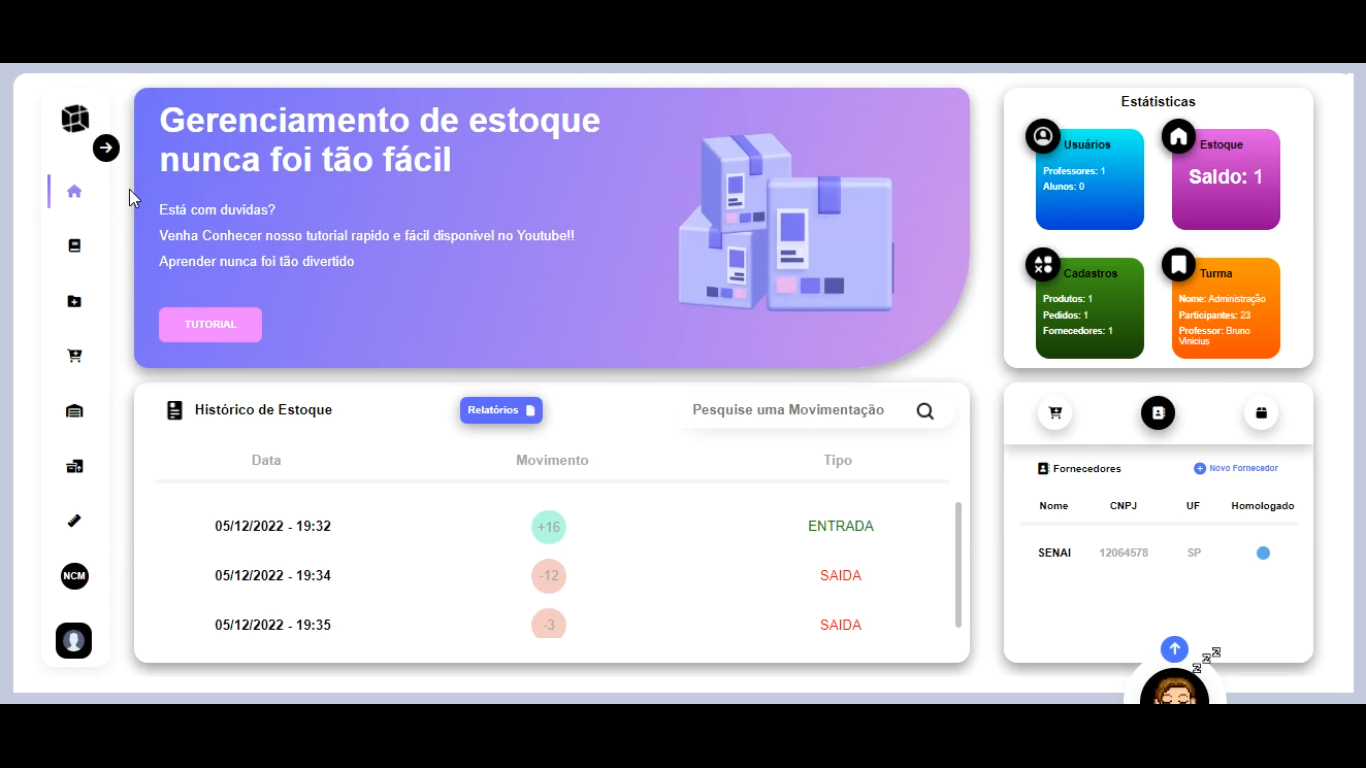 Gerenciamento de estoque
nunca foi tão fácil
Está com duvidas?
Venha Conhecer nosso tutorial rapido e fácil disponivel no Youtube!!
Aprender nunca foi tão divertido
TUTORIAL
Estátisticas
Usuários
Professores: 1
Alunos: 0
Estoque
Saldo: 1
Cadastros
Produtos: 1
Pedidos: 1
Fornecedores: 1
Turma
Nome: Administração
Participantes: 23
Professor: Bruno
Vinicius
NCM
Histórico de Estoque
Relatórios
Pesquise uma Movimentação
Data Movimento Tipo
05/12/2022 - 19:32 +16 ENTRADA
05/12/2022 - 19:34 -12 SAIDA
05/12/2022 - 19:35 -3 SAIDA
Fornecedores
Novo Fornecedor
Nome CNPJ UF Homologado
SENAI 12064578 SP
z z z